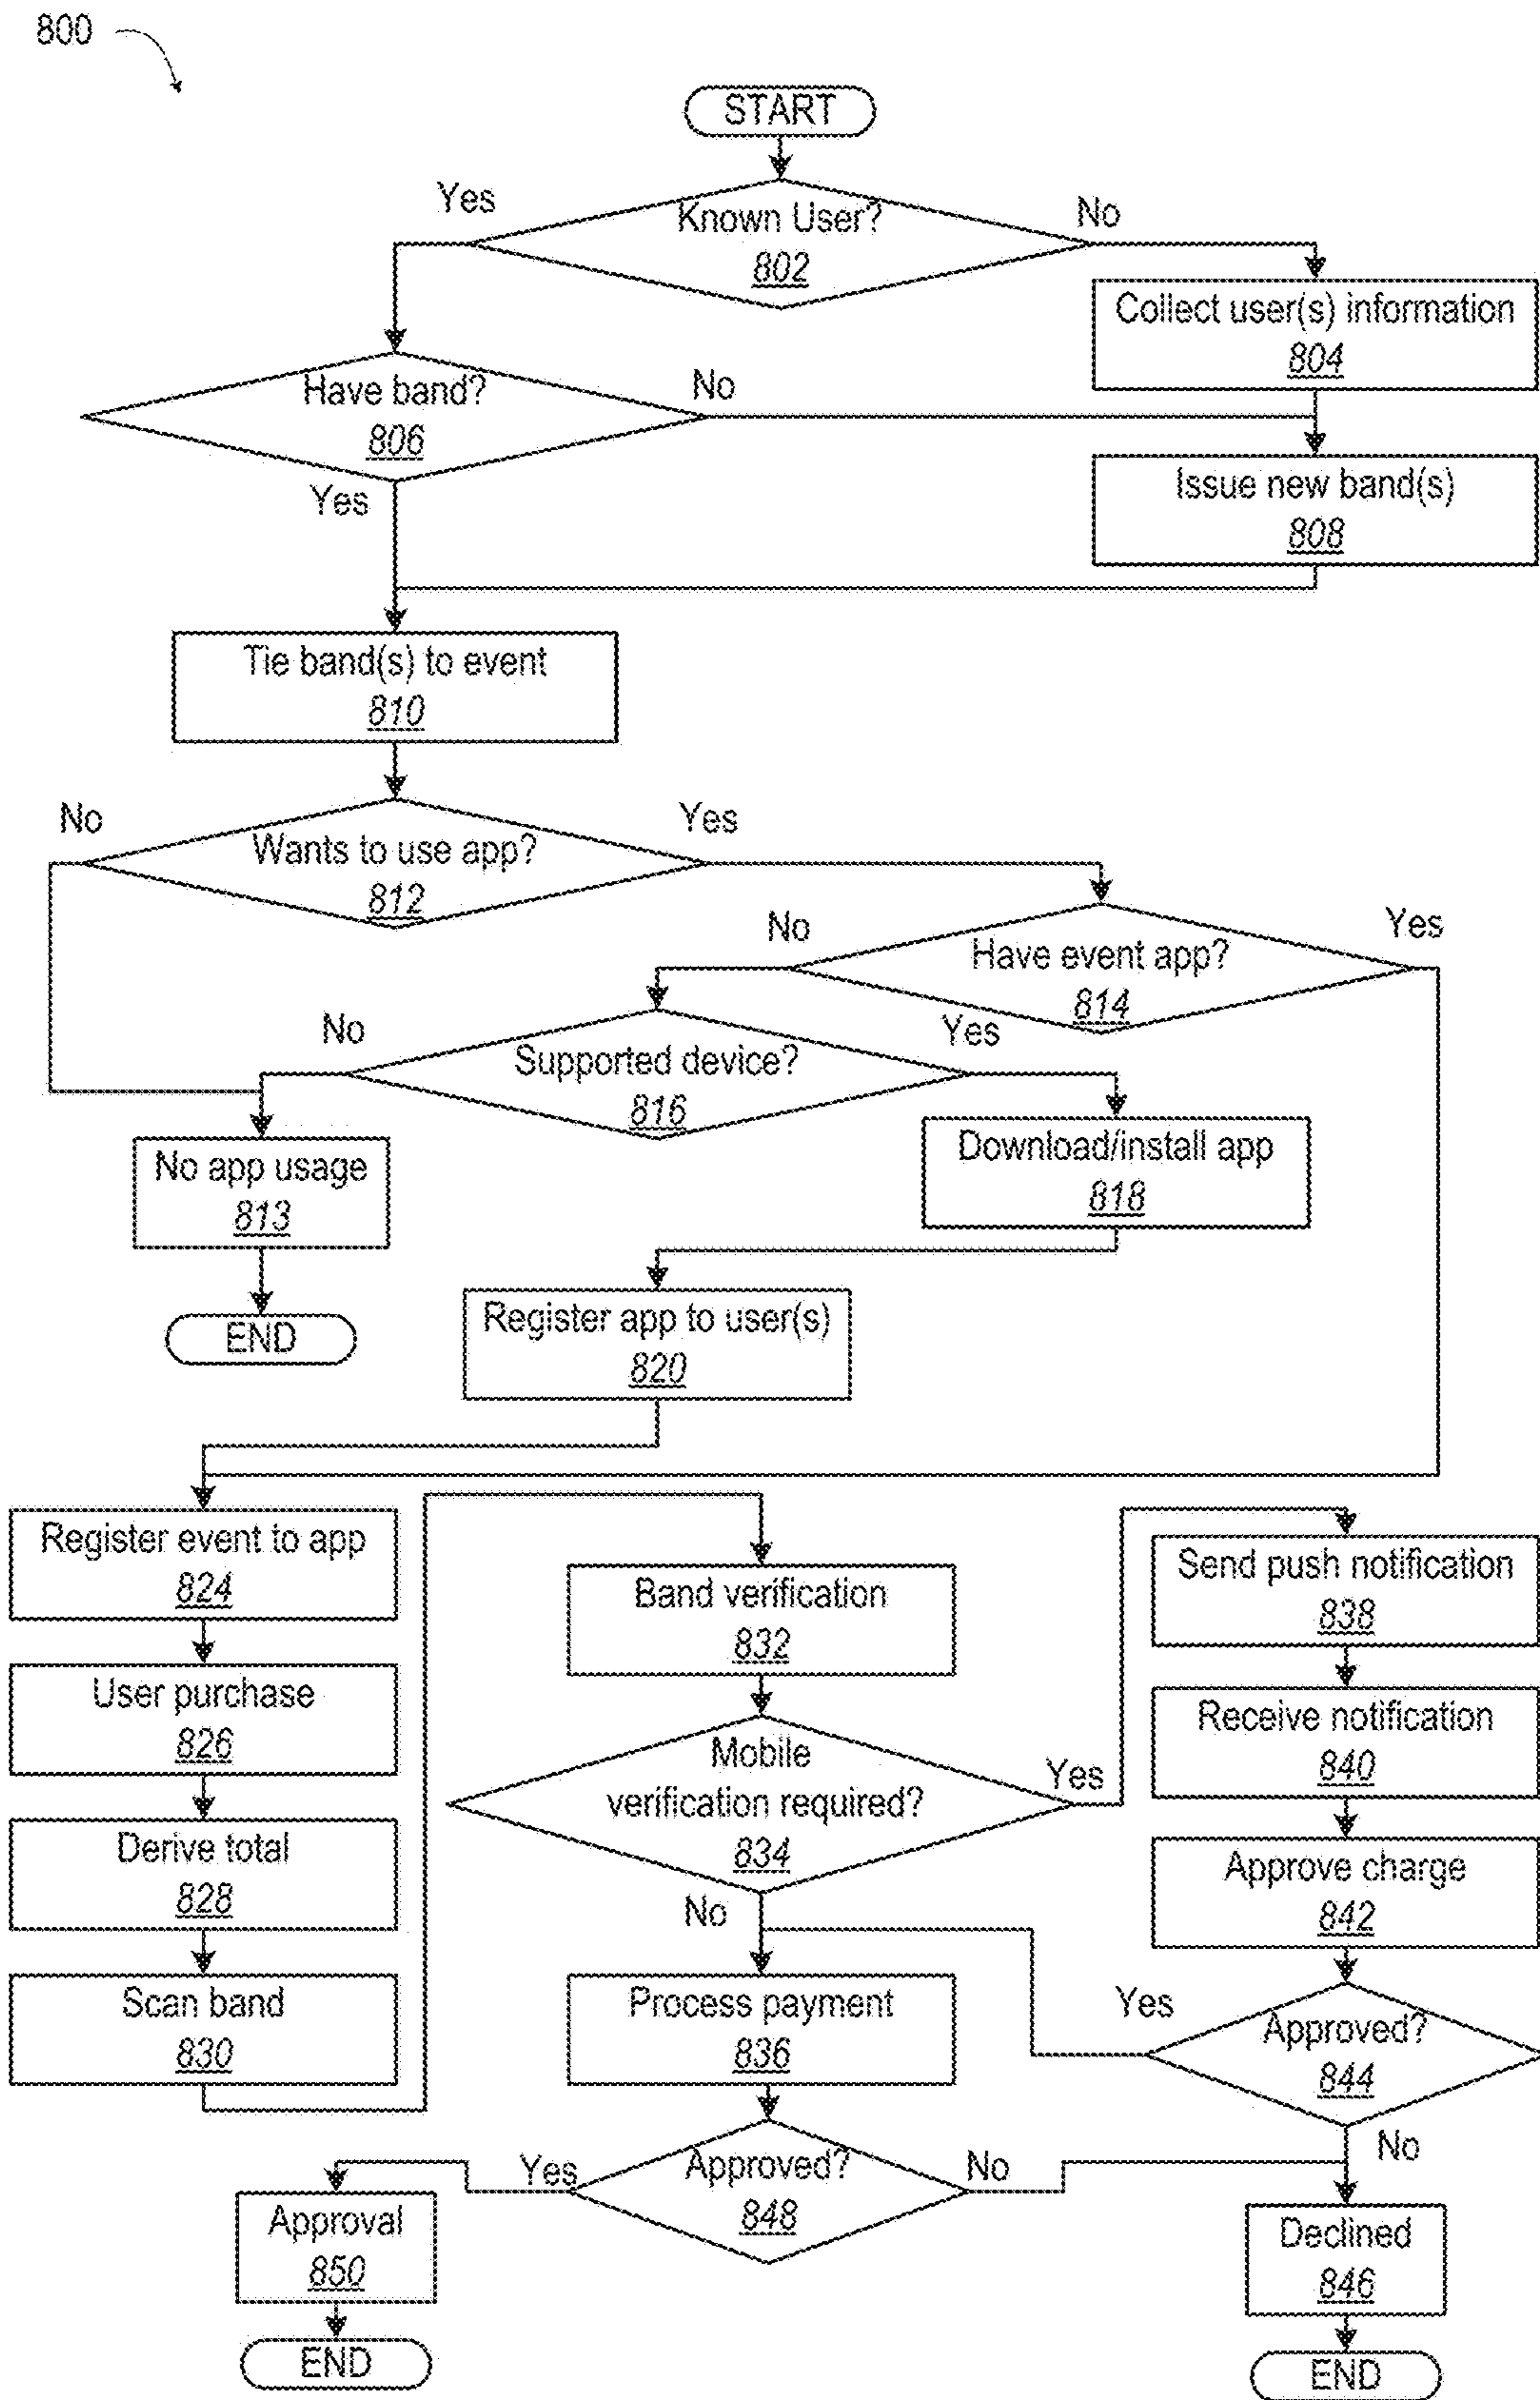 800
START
Yes
Known User?
802
No
Collect user(s) information
804
Have band?
806
No
Yes
Issue new band(s)
808
Tie band(s) to event
810
No
Wants to use app?
812
Yes
No
Have event app?
814
Yes
No
Supported device?
816
Yes
No app usage
813
Download/install app
818
END
Register app to user(s)
820
Register event to app
824
User purchase
826
Derive total
828
Scan band
830
Band verification
832
Mobile
verification required?
834
Yes
No
Send push notification
838
Receive notification
840
Approve charge
842
Process payment
836
Yes
Approved?
844
No
Yes
Approved?
848
No
Approval
850
END
Declined
846
END